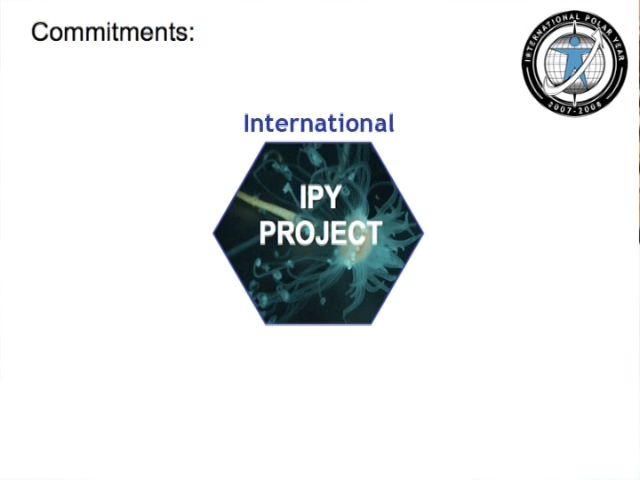 Commitments:
INTERNATIONAL POLAR YEAR
2007-2008
International
IPY
PROJECT